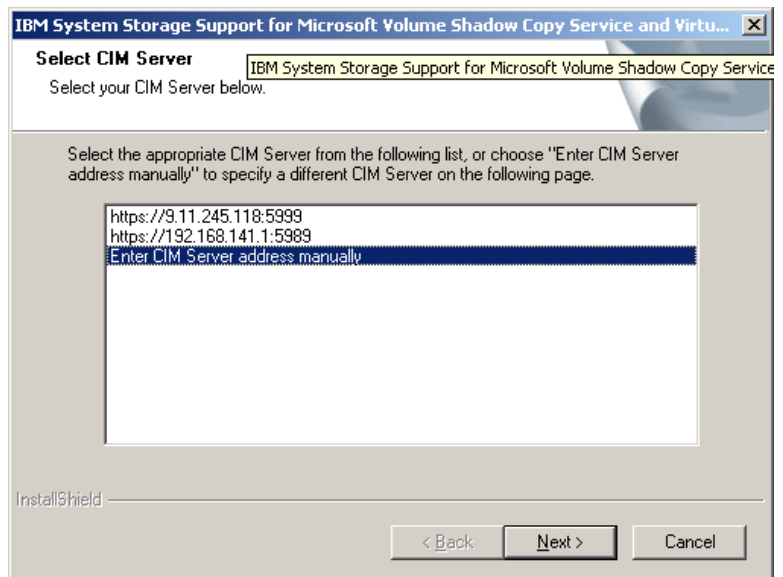 IBM System Storage Support for Microsoft Volume Shadow Copy Service and Virtu...
Select CIM Server
IBM System Storage Support for Microsoft Volume Shadow Copy Service
Select your CIM Server below.
Select the appropriate CIM Server from the following list, or choose "Enter CIM Server
address manually" to specify a different CIM Server on the following page.
https://9.11.245.118:5999
https://192.168.141.1:5989
Enter CIM Server address manually
InstallShield
< Back
Next >
Cancel